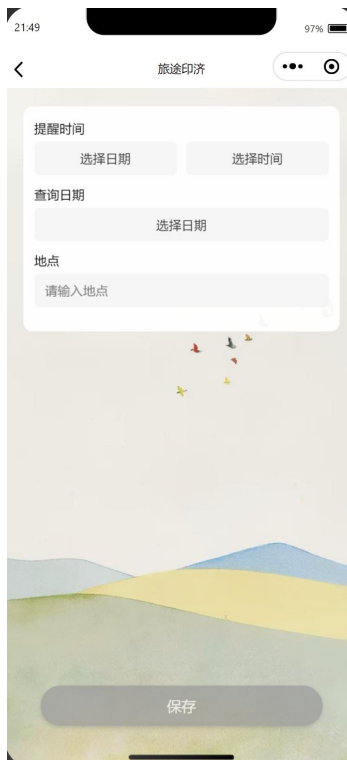 21:49
97%
旅途印济
提醒时间
选择日期 选择时间
查询日期
选择日期
地点
请输入地点
保存